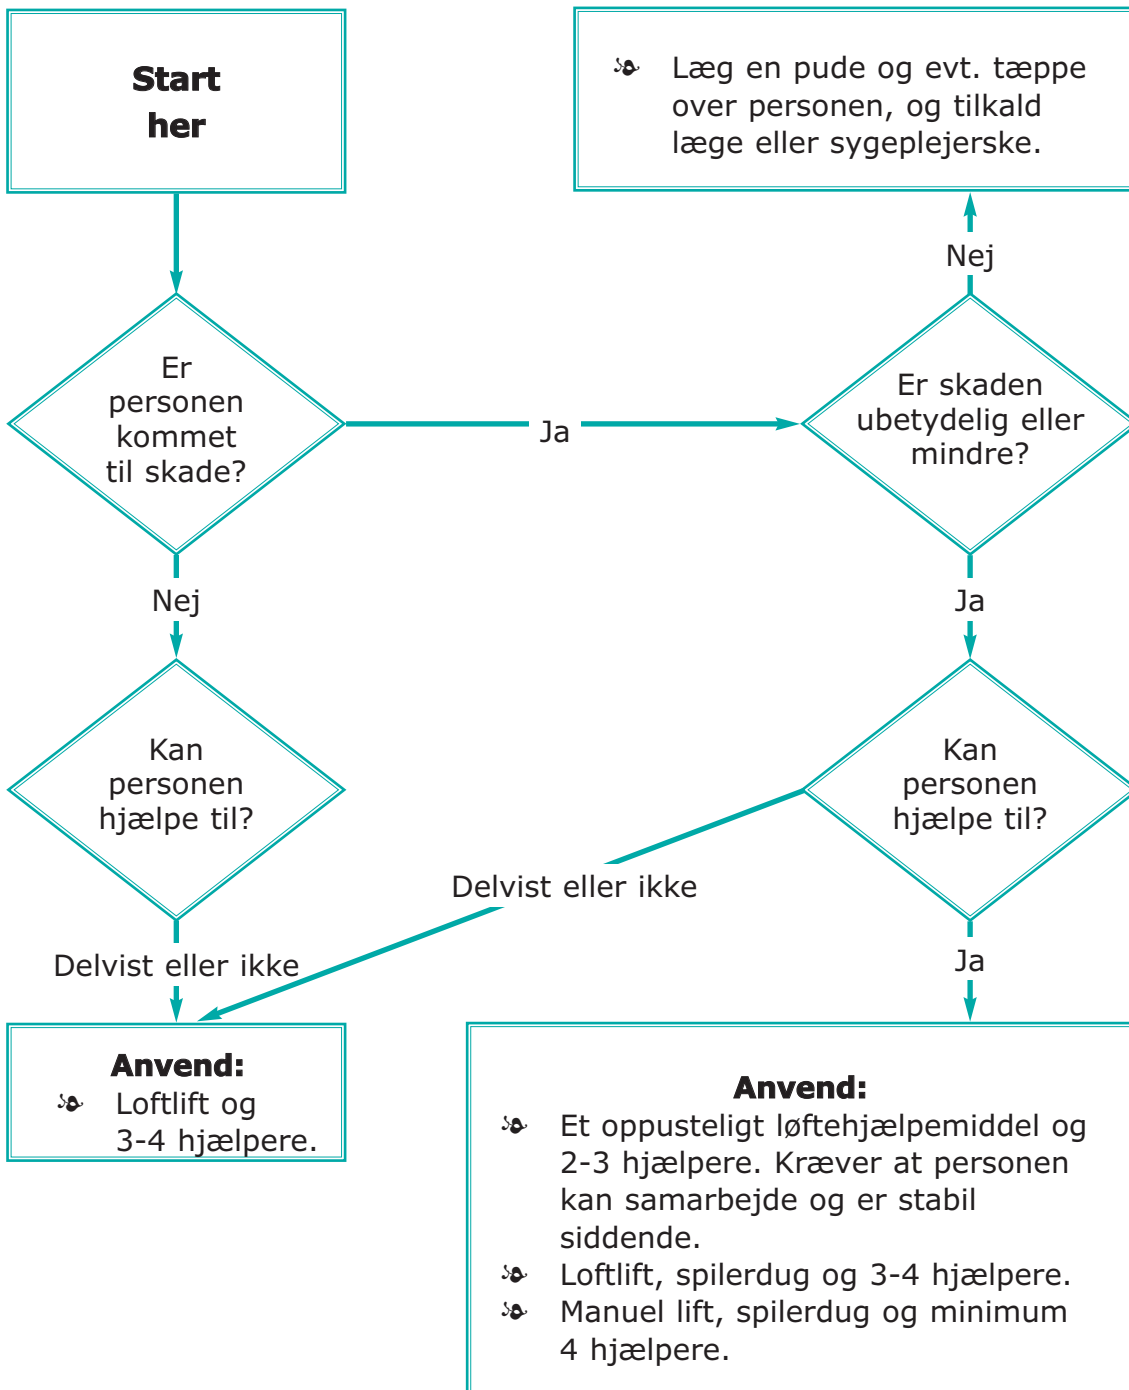 Start
her
Læg en pude og evt. tæppe
over personen, og tilkald
læge eller sygeplejerske.
Nej
Er
personen
kommet
til skade?
Ja
Er skaden
ubetydelig eller
mindre?
Nej
Ja
Kan
personen
hjælpe til?
Kan
personen
hjælpe til?
Delvist eller ikke
Delvist eller ikke
Ja
Anvend:
Loftlift og
3-4 hjælpere.
Anvend:
Et oppusteligt løftehjælpemiddel og
2-3 hjælpere. Kræver at personen
kan samarbejde og er stabil
siddende.
Loftlift, spilerdug og 3-4 hjælpere.
Manuel lift, spilerdug og minimum
4 hjælpere.